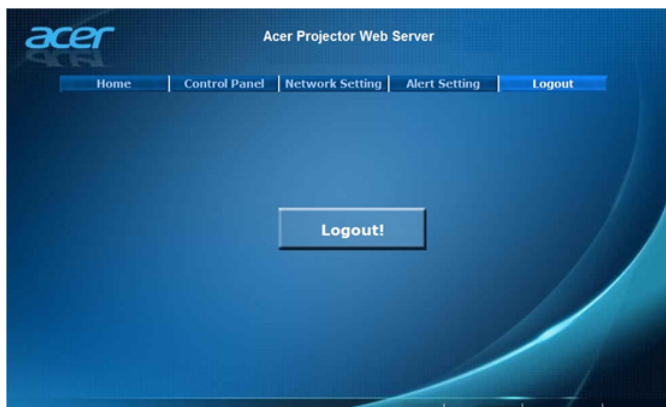 acer
Acer Projector Web Server
Home Control Panel Network Setting Alert Setting Logout
Logout!